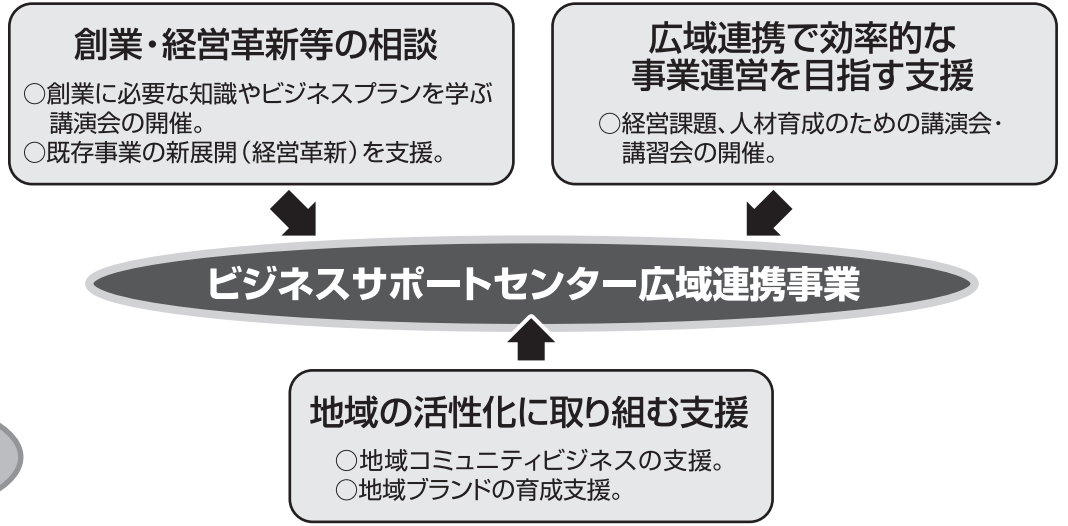 創業・経営革新等の相談
○創業に必要な知識やビジネスプランを学ぶ
講演会の開催。
○既存事業の新展開(経営革新)を支援。
広域連携で効率的な
事業運営を目指す支援
○経営課題、人材育成のための講演会・
講習会の開催。
ビジネスサポートセンター広域連携事業
地域の活性化に取り組む支援
○地域コミュニティビジネスの支援。
○地域ブランドの育成支援。